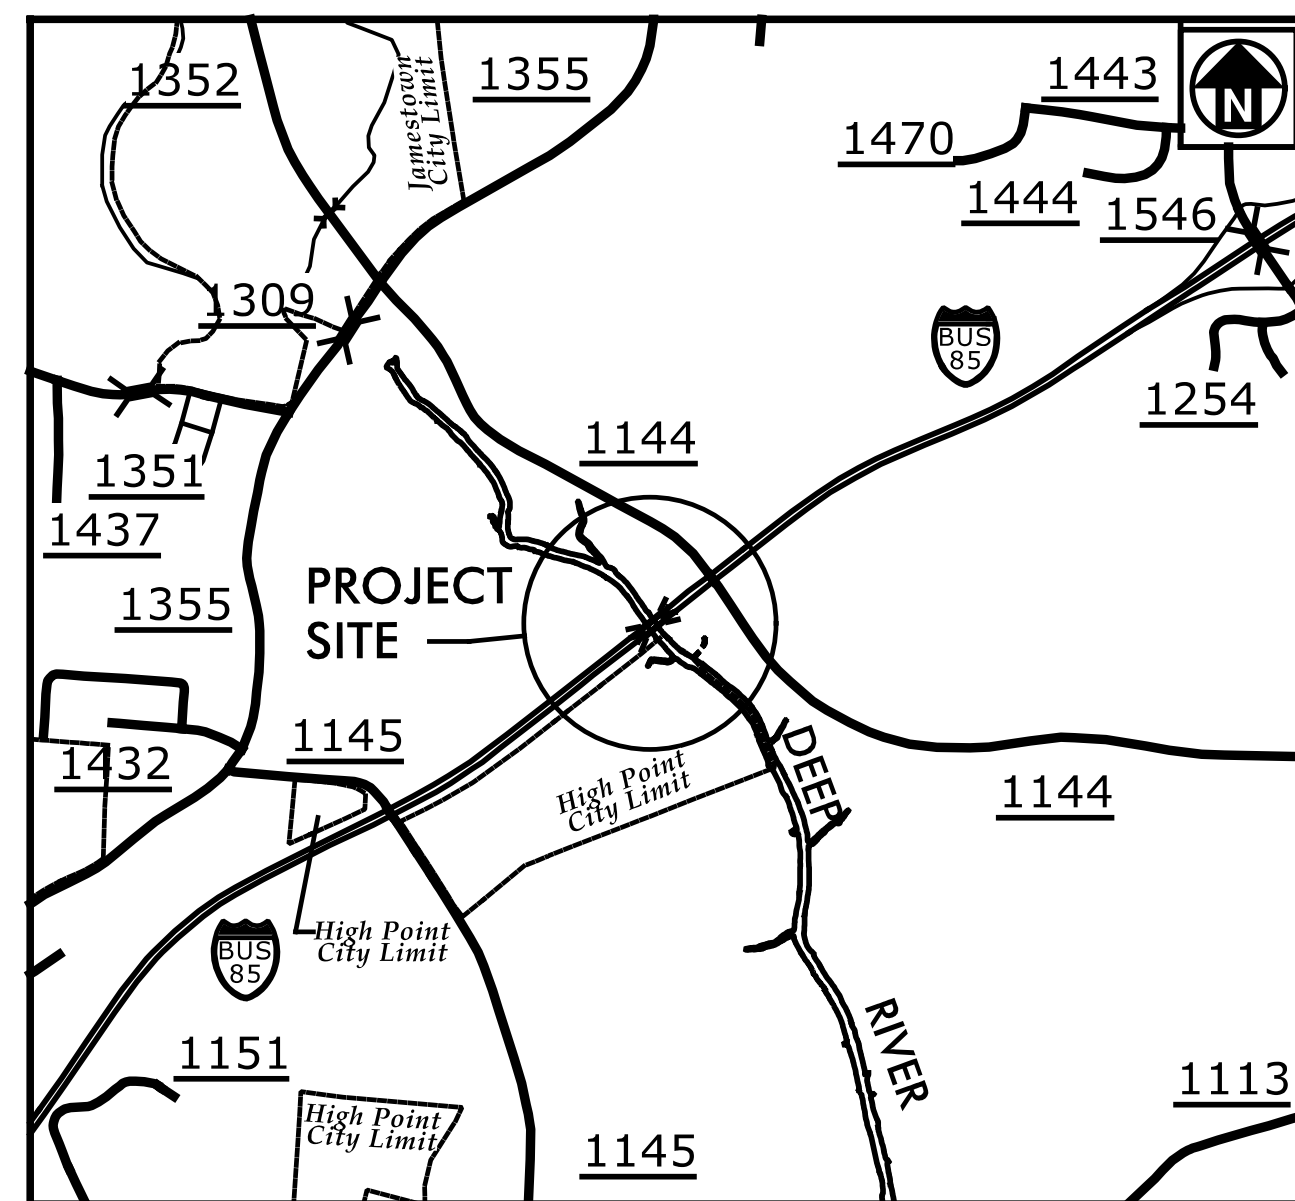 1352
Jamestown
City Limit
1355
1443
N
1470
1444
1546
1309
BUS
85
1254
1144
1351
1437
PROJECT
SITE
1355
1145
1432
High Point
City Limit
DEEP
1144
High Point
City Limit
BUS
85
RIVER
1151
1113
High Point
City Limit
1145